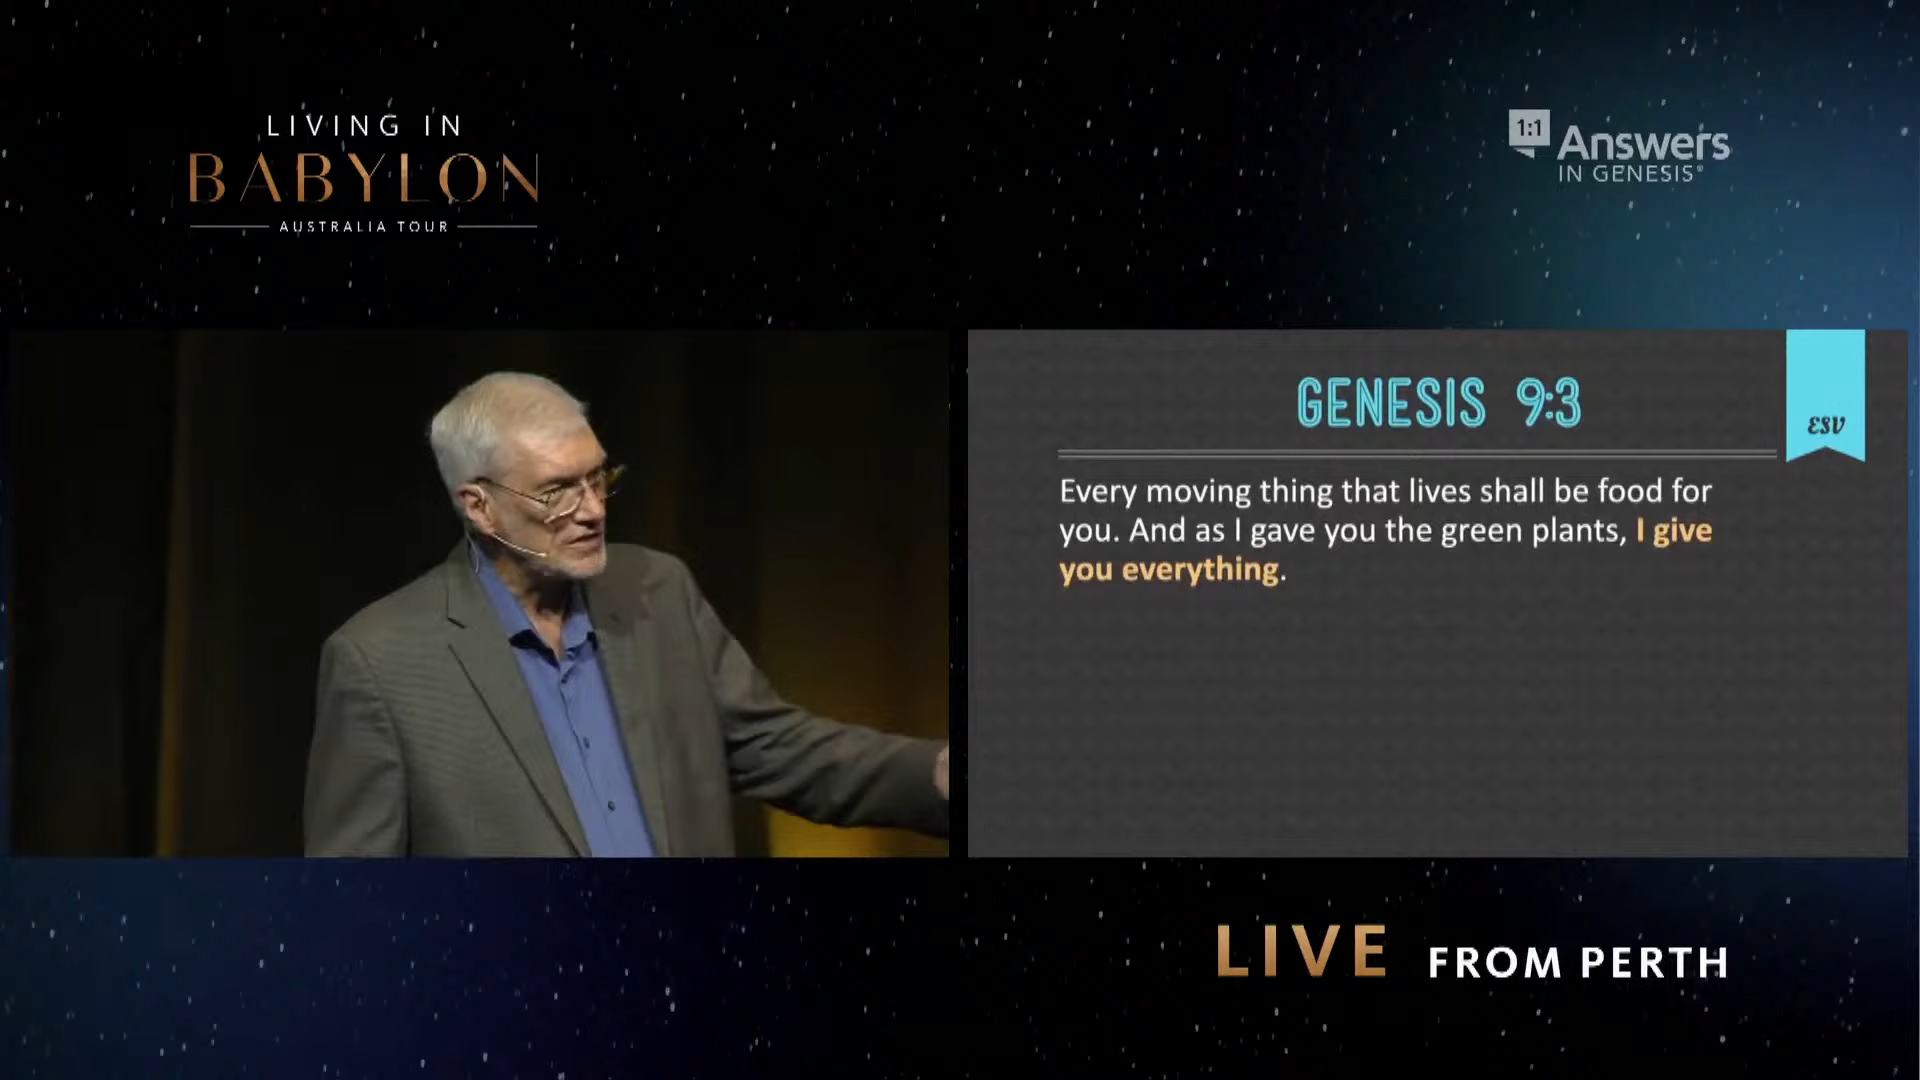 LIVING IN
BABYLON
AUSTRALIA TOUR
1:1
Answers
IN GENESIS®
GENESIS 9:3
ESV
Every moving thing that lives shall be food for
you. And as I gave you the green plants, I give
you everything.
LIVE FROM PERTH